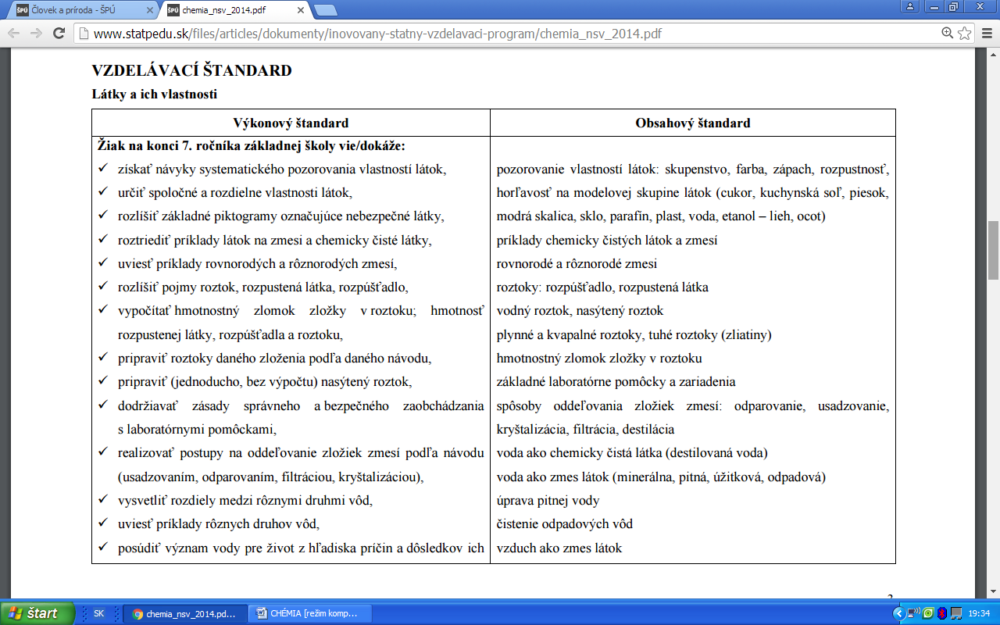 Človek a príroda - ŠPÚ
chemia_nsv_2014.pdf
www.statpedu.sk/files/articles/dokumenty/inovovany-statny-vzdelavaci-program/chemia_nsv_2014.pdf
VZDELÁVACÍ ŠTANDARD
Látky a ich vlastnosti
Výkonový štandard
Žiak na konci 7. ročníka základnej školy vie/dokáže:
✓ získať návyky systematického pozorovania vlastností látok,
✓ určiť spoločné a rozdielne vlastnosti látok,
✓ rozlíšiť základné piktogramy označujúce nebezpečné látky,
✓ roztriediť príklady látok na zmesi a chemicky čisté látky,
✓ uviesť príklady rovnorodých a rôznorodých zmesí,
✓ rozlíšiť pojmy roztok, rozpustená látka, rozpúšťadlo,
✓ vypočítať hmotnostný zlomok zložky v roztoku; hmotnosť
rozpustenej látky, rozpúšťadla a roztoku,
✓ pripraviť roztoky daného zloženia podľa daného návodu,
✓ pripraviť (jednoducho, bez výpočtu) nasýtený roztok,
✓ dodržiavať zásady správneho a bezpečného zaobchádzania
s laboratórnymi pomôckami,
✓ realizovať postupy na oddeľovanie zložiek zmesí podľa návodu
(usadzovaním, odparovaním, filtráciou, kryštalizáciou),
✓ vysvetliť rozdiely medzi rôznymi druhmi vôd,
✓ uviesť príklady rôznych druhov vôd,
✓ posúdiť význam vody pre život z hľadiska príčin a dôsledkov ich
Obsahový štandard
pozorovanie vlastností látok: skupenstvo, farba, zápach, rozpustnosť,
horľavosť na modelovej skupine látok (cukor, kuchynská soľ, piesok,
modrá skalica, sklo, parafín, plast, voda, etanol – lieh, ocot)
príklady chemicky čistých látok a zmesí
rovnorodé a rôznorodé zmesi
roztoky: rozpúšťadlo, rozpustená látka
vodný roztok, nasýtený roztok
plynné a kvapalné roztoky, tuhé roztoky (zliatiny)
hmotnostný zlomok zložky v roztoku
základné laboratórne pomôcky a zariadenia
spôsoby oddeľovania zložiek zmesí: odparovanie, usadzovanie,
kryštalizácia, filtrácia, destilácia
voda ako chemicky čistá látka (destilovaná voda)
voda ako zmes látok (minerálna, pitná, úžitková, odpadová)
úprava pitnej vody
čistenie odpadových vôd
vzduch ako zmes látok
štart
SK
chemia_nsv_2014.pd...
CHÉMIA [režim komp...
19:34